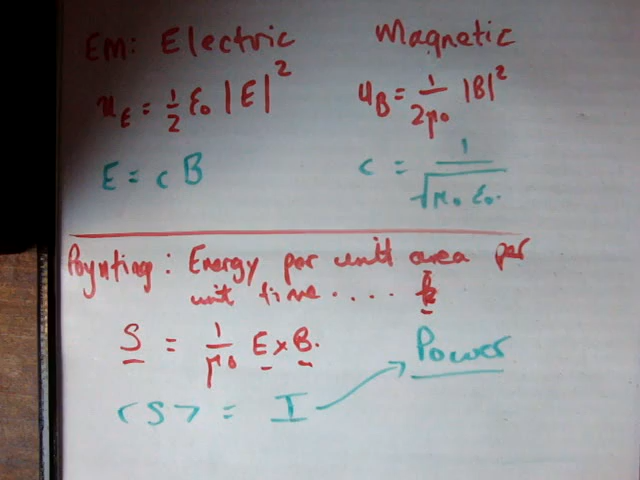 EM: Electric Magnetic
u_E = 1/2 ε₀ |E|² u_B = 1/2μ₀ |B|²
E = cB c = 1/√μ₀ε₀.
Poynting: Energy per unit area per
unit time....
S = 1/μ₀ E × B.
Power
<S> = I